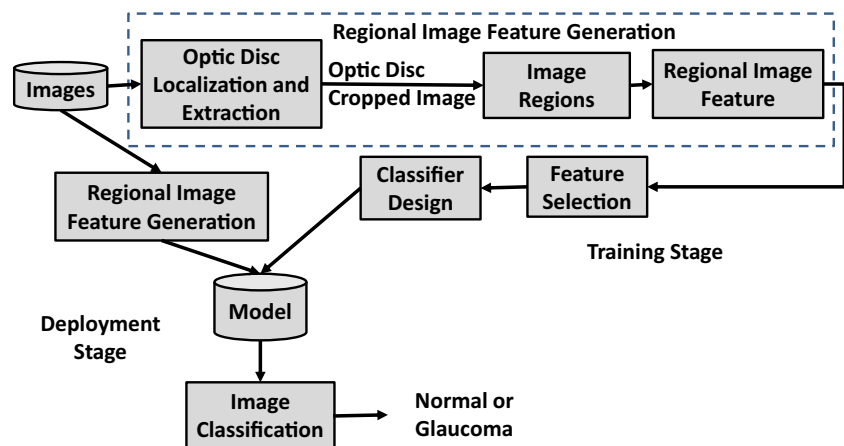 Regional Image Feature Generation
Images
Optic Disc
Localization and
Extraction
Optic Disc
Cropped Image
Image
Regions
Regional Image
Feature
Regional Image
Feature Generation
Classifier
Design
Feature
Selection
Training Stage
Model
Deployment
Stage
Image
Classification
Normal or
Glaucoma